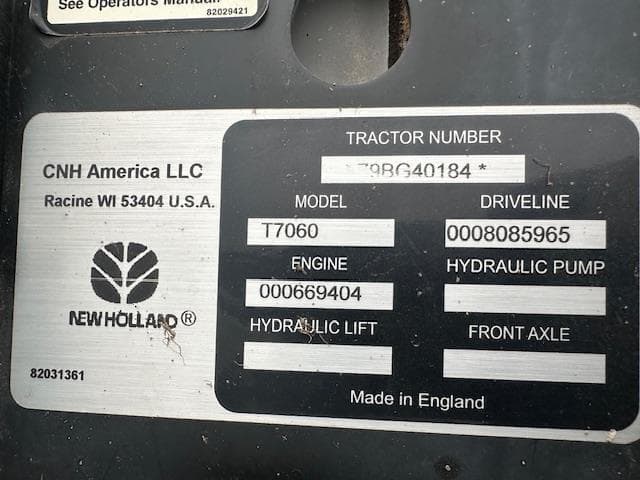 See Operators Manual
82029421
CNH America LLC
Racine WI 53404 U.S.A.
NEW HOLLAND ®
82031361
TRACTOR NUMBER
79BG40184 *
MODEL
DRIVELINE
T7060
0008085965
ENGINE
HYDRAULIC PUMP
000669404
HYDRAULIC LIFT
FRONT AXLE
Made in England